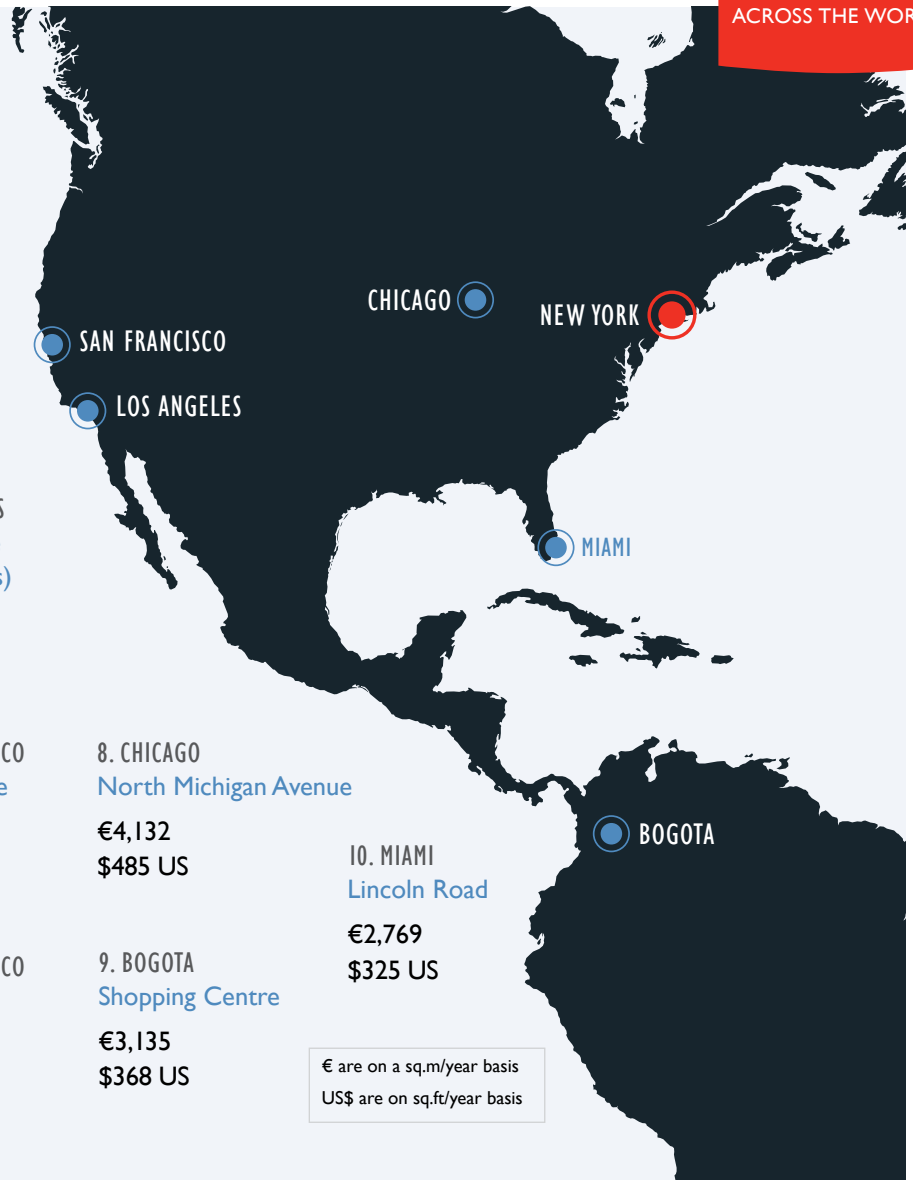 ACROSS THE WOR
CHICAGO
NEW YORK
SAN FRANCISCO
LOS ANGELES
S
s)
MIAMI
CO
e
8. CHICAGO
North Michigan Avenue
€4,132
$485 US
BOGOTA
10. MIAMI
Lincoln Road
€2,769
$325 US
CO
9. BOGOTA
Shopping Centre
€3,135
$368 US
€ are on a sq.m/year basis
US$ are on sq.ft/year basis